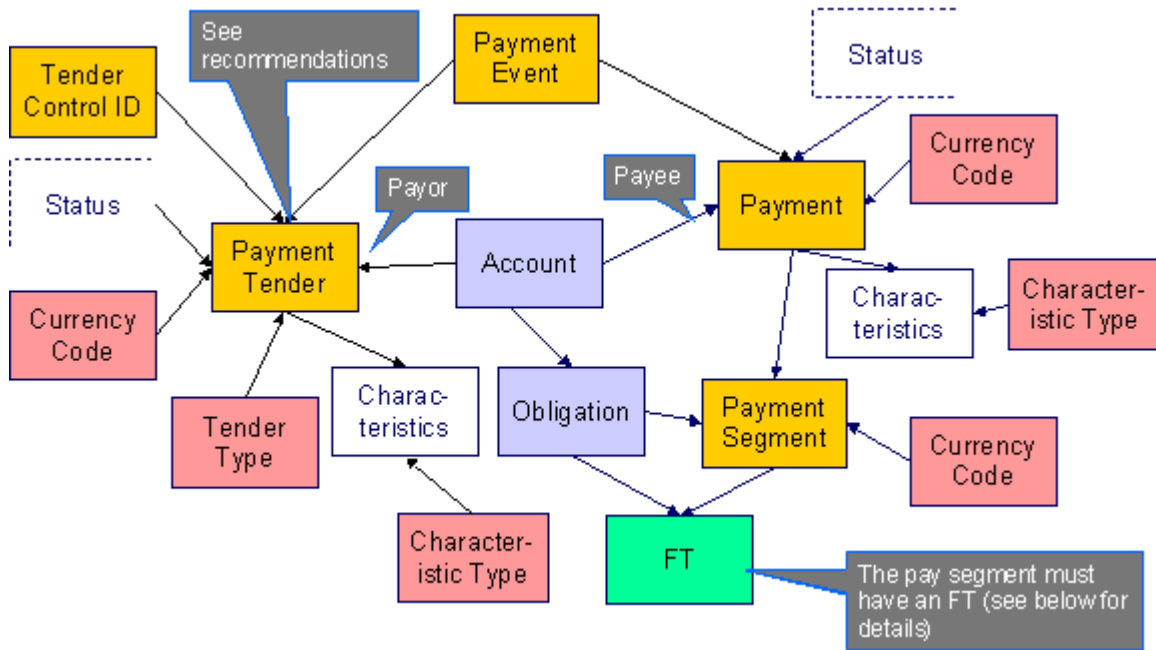 See
recommendations
Payment
Event
Status
Tender
Control ID
Currency
Code
Payor
Payee
Payment
Status
Payment
Tender
Account
Charac-
teristics
Character-
istic Type
Currency
Code
Charac-
teristics
Obligation
Payment
Segment
Tender
Type
Currency
Code
Character-
istic Type
FT
The pay segment must
have an FT (see below for
details)